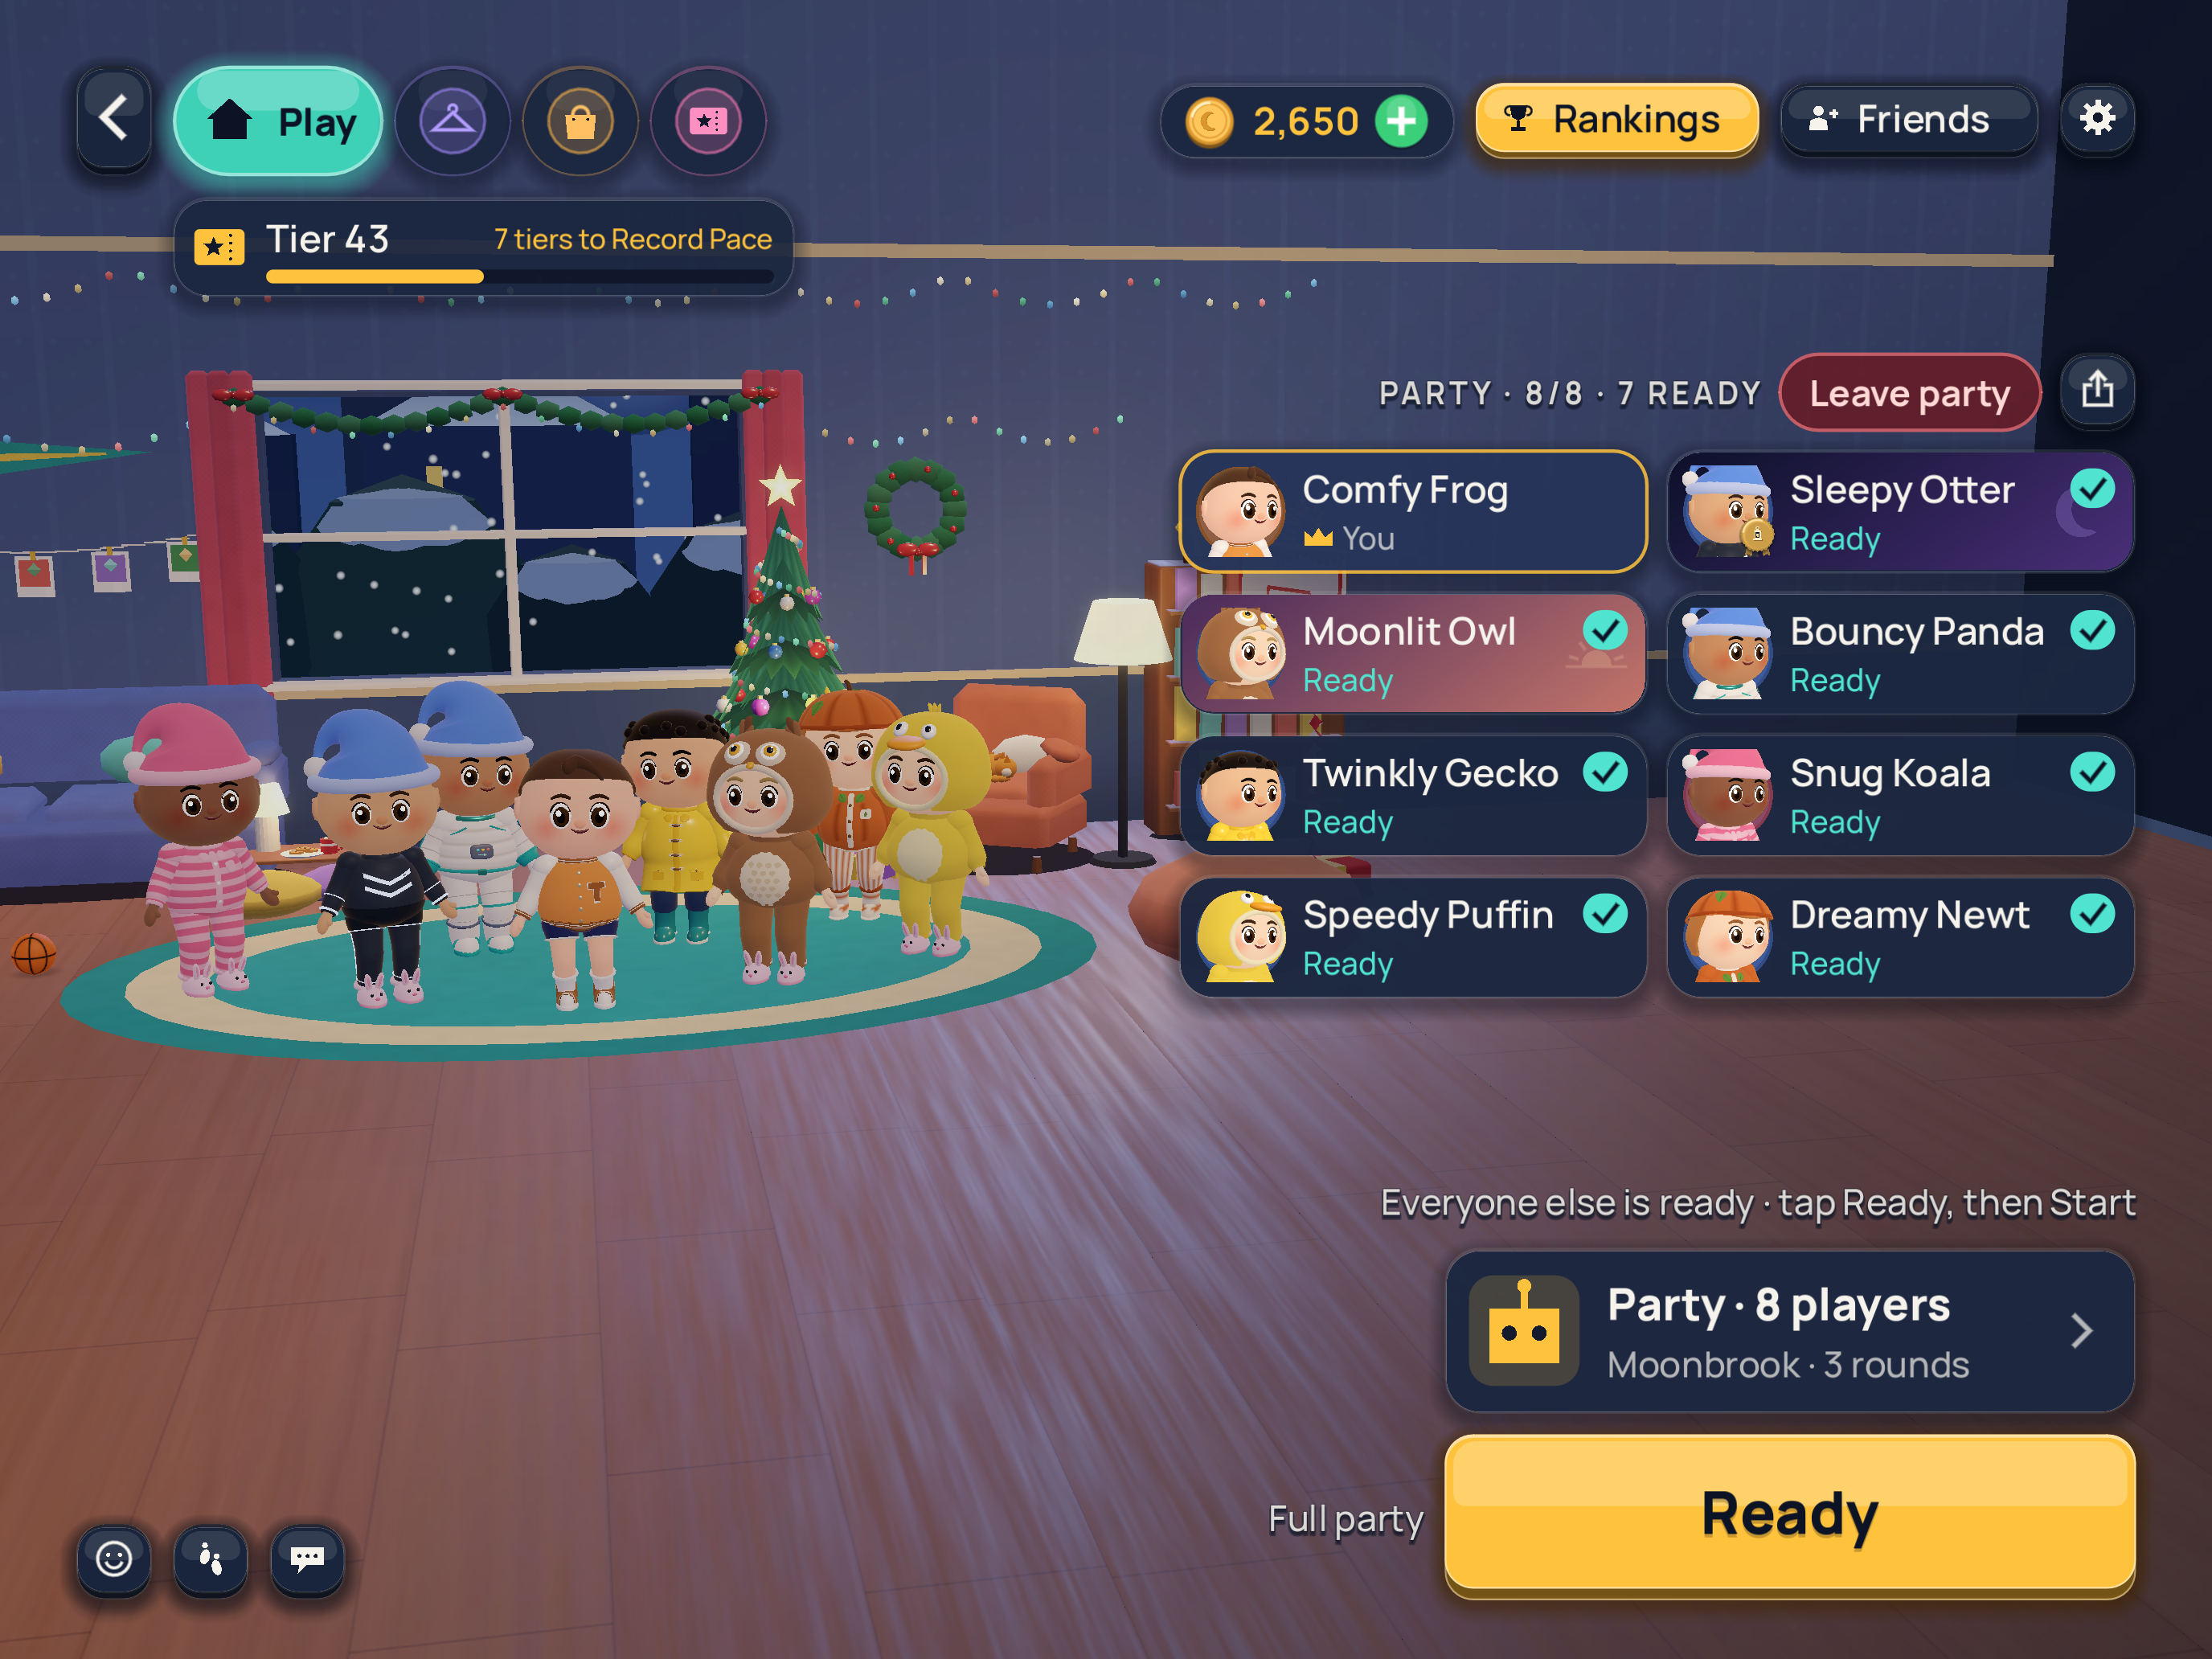 Play
2,650
Rankings
Friends
Tier 43
7 tiers to Record Pace
PARTY · 8/8 · 7 READY
Leave party
Comfy Frog
You
Sleepy Otter
Ready
Moonlit Owl
Ready
Bouncy Panda
Ready
Twinkly Gecko
Ready
Snug Koala
Ready
Speedy Puffin
Ready
Dreamy Newt
Ready
T
Everyone else is ready · tap Ready, then Start
Party · 8 players
Moonbrook · 3 rounds
Full party
Ready